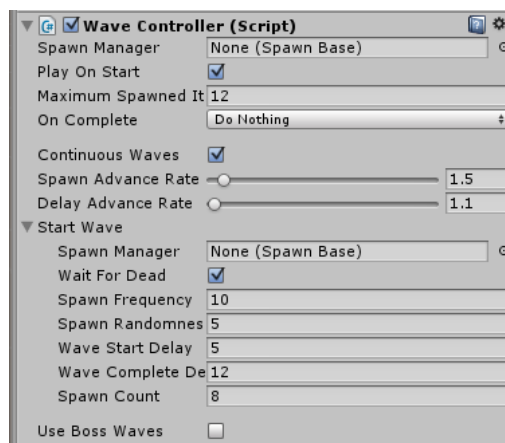 Wave Controller (Script)
Spawn Manager None (Spawn Base)
Play On Start
Maximum Spawned It 12
On Complete Do Nothing
Continuous Waves
Spawn Advance Rate 1.5
Delay Advance Rate 1.1
Start Wave
Spawn Manager None (Spawn Base)
Wait For Dead
Spawn Frequency 10
Spawn Randomnes 5
Wave Start Delay 5
Wave Complete De 12
Spawn Count 8
Use Boss Waves